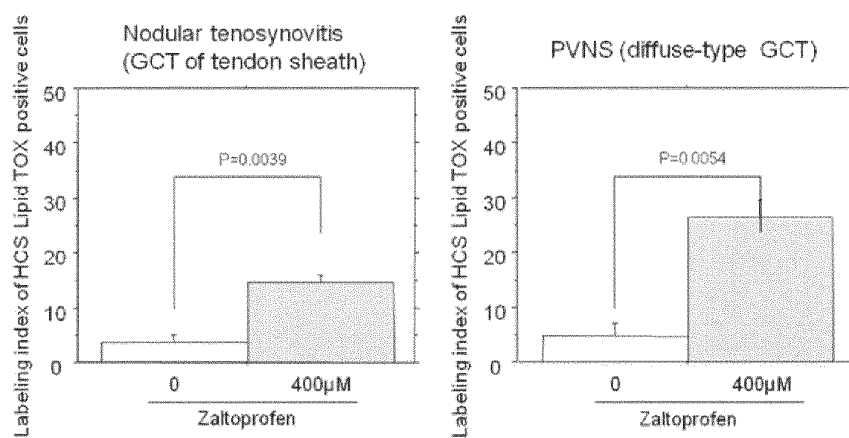 Nodular tenosynovitis
(GCT of tendon sheath)
Labeling index of HCS Lipid TOX positive cells
50
40
30
20
10
0
P=0.0039
0
400µM
Zaltoprofen
PVNS (diffuse-type GCT)
Labeling index of HCS Lipid TOX positive cells
50
40
30
20
10
0
P=0.0054
0
400µM
Zaltoprofen